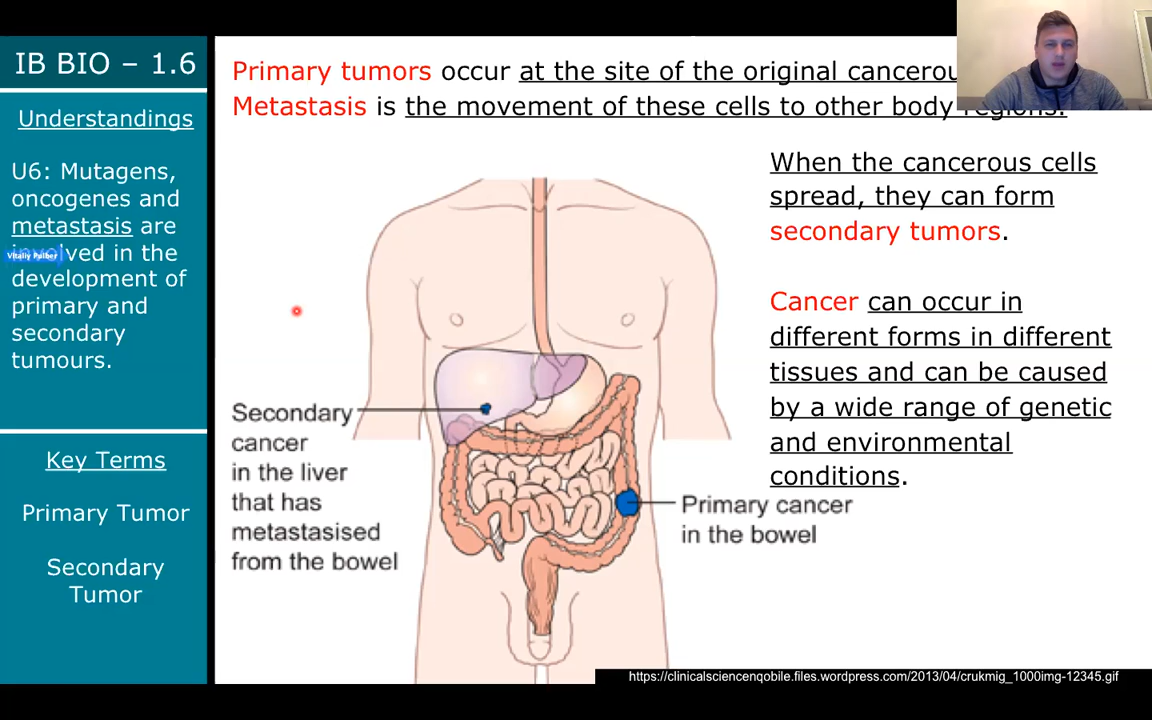 IB BIO – 1.6
Understandings
U6: Mutagens,
oncogenes and
metastasis are
in the
Vitaliy Pulber
development of
primary and
secondary
tumours.
Key Terms
Primary Tumor
Secondary
Tumor
Primary tumors occur at the site of the original
Metastasis is the movement of these cells to other body regions.
When the cancerous cells
spread, they can form
secondary tumors.
Cancer can occur in
different forms in different
tissues and can be caused
by a wide range of genetic
and environmental
conditions.
Secondary
cancer
in the liver
that has
metastasised
from the bowel
Primary cancer
in the bowel
https://clinicalsciencenqobile.files.wordpress.com/2013/04/crukmig_1000img-12345.gif